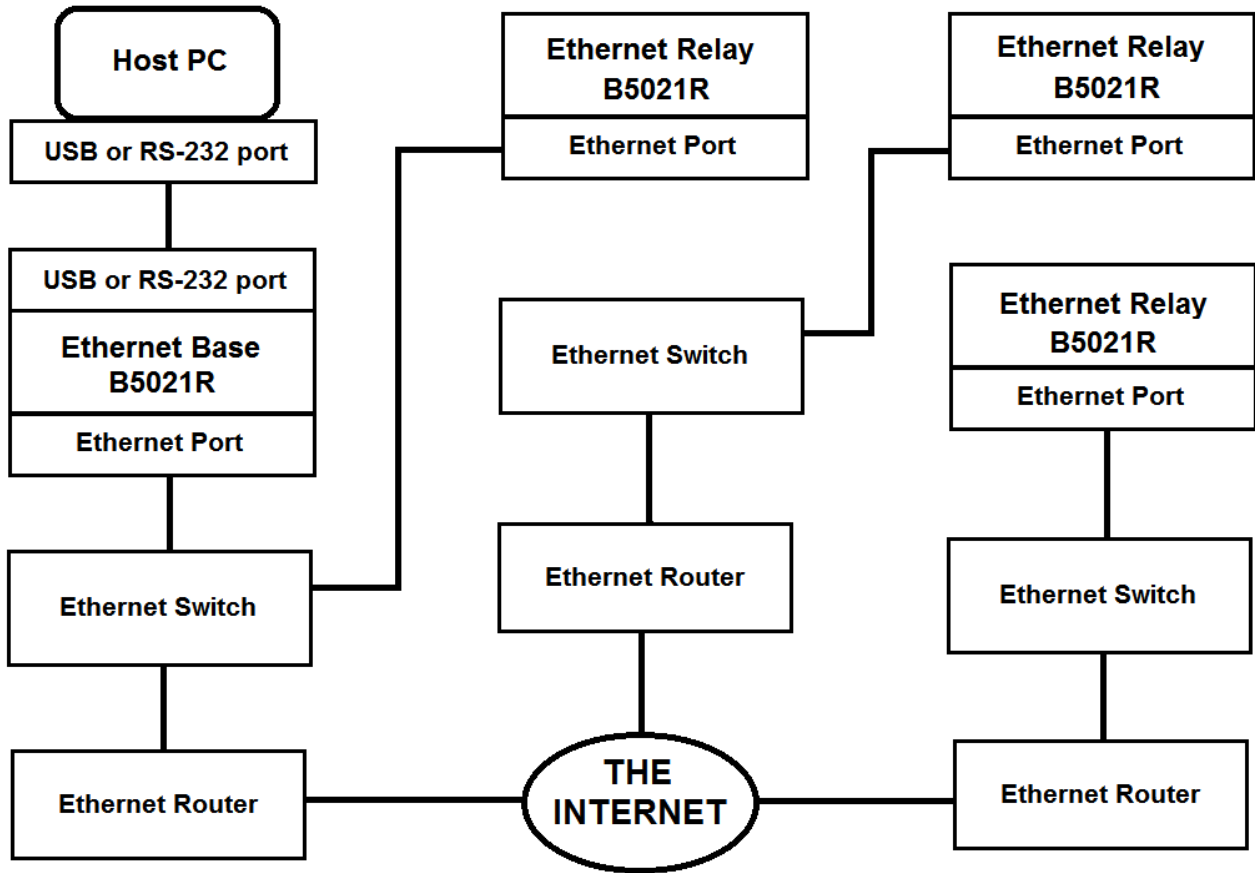 Host PC
USB or RS-232 port
USB or RS-232 port
Ethernet Base
B5021R
Ethernet Port
Ethernet Switch
Ethernet Router
Ethernet Relay
B5021R
Ethernet Port
Ethernet Switch
Ethernet Router
THE
INTERNET
Ethernet Relay
B5021R
Ethernet Port
Ethernet Relay
B5021R
Ethernet Port
Ethernet Switch
Ethernet Router